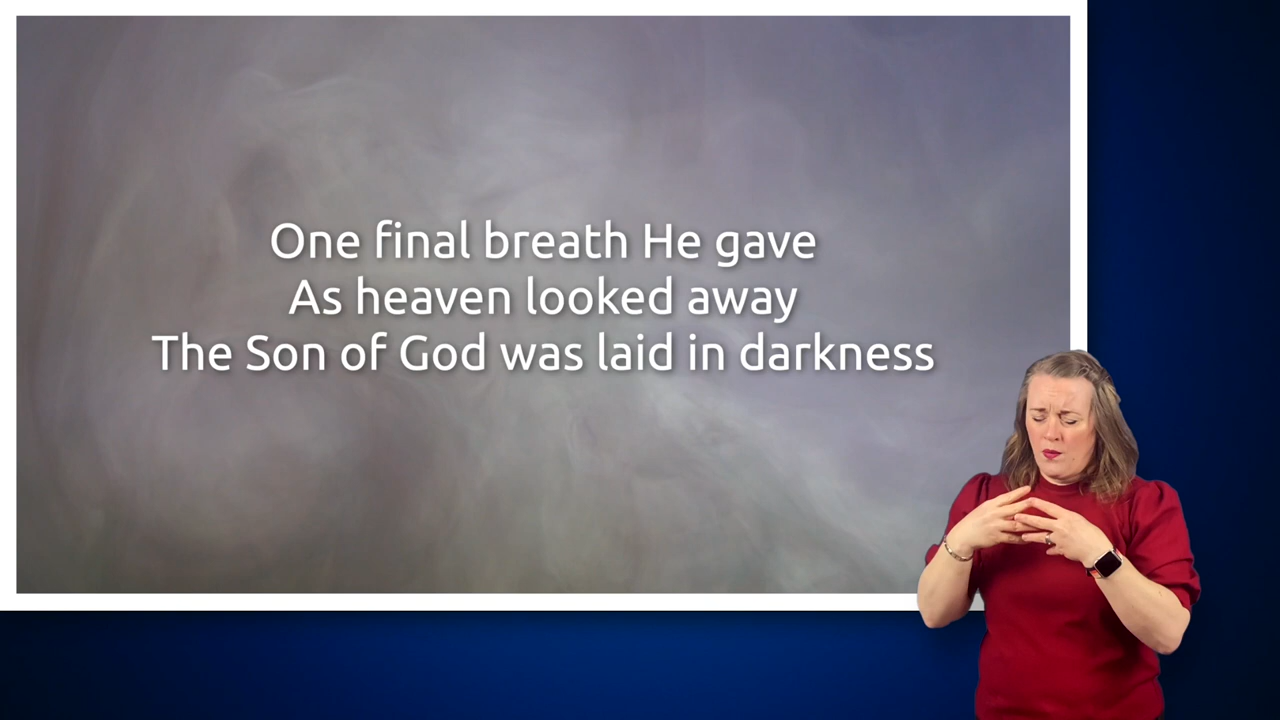 One final breath He gave
As heaven looked away
The Son of God was laid in darkness